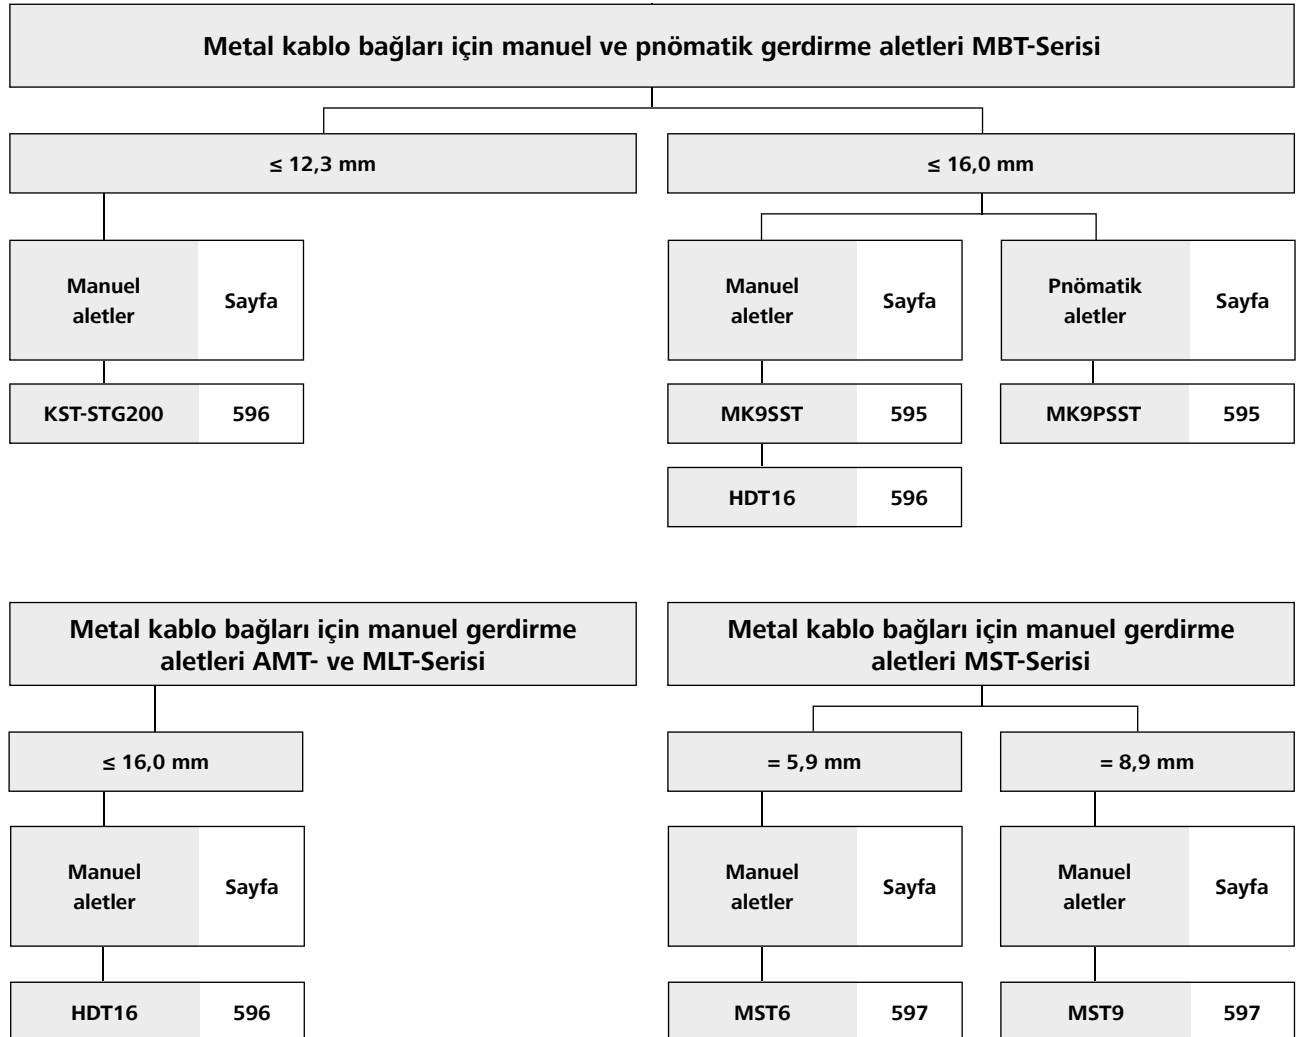 Metal kablo bağları için manuel ve pnömatik gerdirme aletleri MBT-Serisi
≤ 12,3 mm
≤ 16,0 mm
Manuel
aletler
Sayfa
Manuel
aletler
Sayfa
Pnömatik
aletler
Sayfa
KST-STG200
596
MK9SST
595
MK9PSST
595
HDT16
596
Metal kablo bağları için manuel gerdirme
aletleri AMT- ve MLT-Serisi
Metal kablo bağları için manuel gerdirme
aletleri MST-Serisi
≤ 16,0 mm
= 5,9 mm
= 8,9 mm
Manuel
aletler
Sayfa
Manuel
aletler
Sayfa
Manuel
aletler
Sayfa
HDT16
596
MST6
597
MST9
597